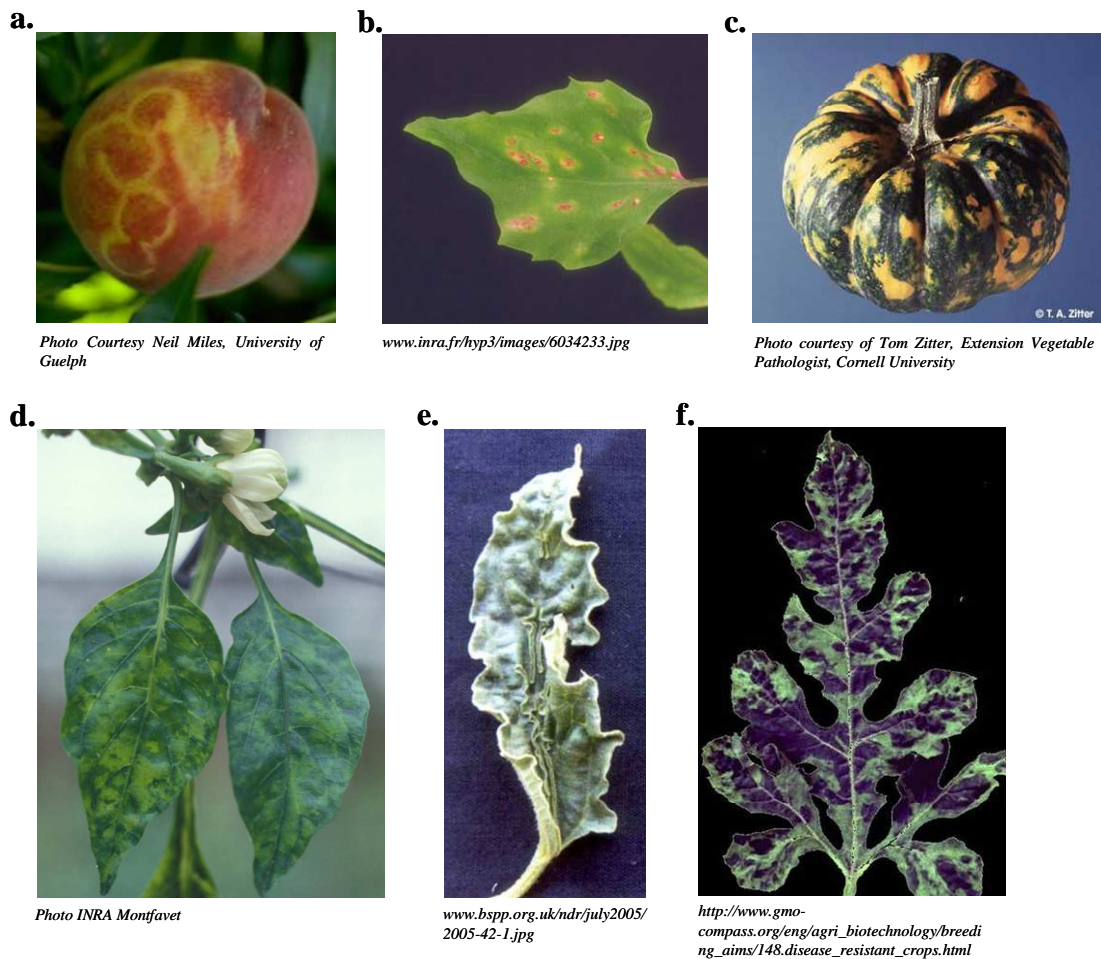 a.
b.
c.
© T. A. Zitter
Photo Courtesy Neil Miles, University of
Guelph
www.inra.fr/hyp3/images/6034233.jpg
Photo courtesy of Tom Zitter, Extension Vegetable
Pathologist, Cornell University
d.
e.
f.
Photo INRA Montfavet
www.bspp.org.uk/ndr/july2005/
2005-42-1.jpg
http://www.gmo-
compass.org/eng/agri_biotechnology/breedi
ng_aims/148.disease_resistant_crops.html